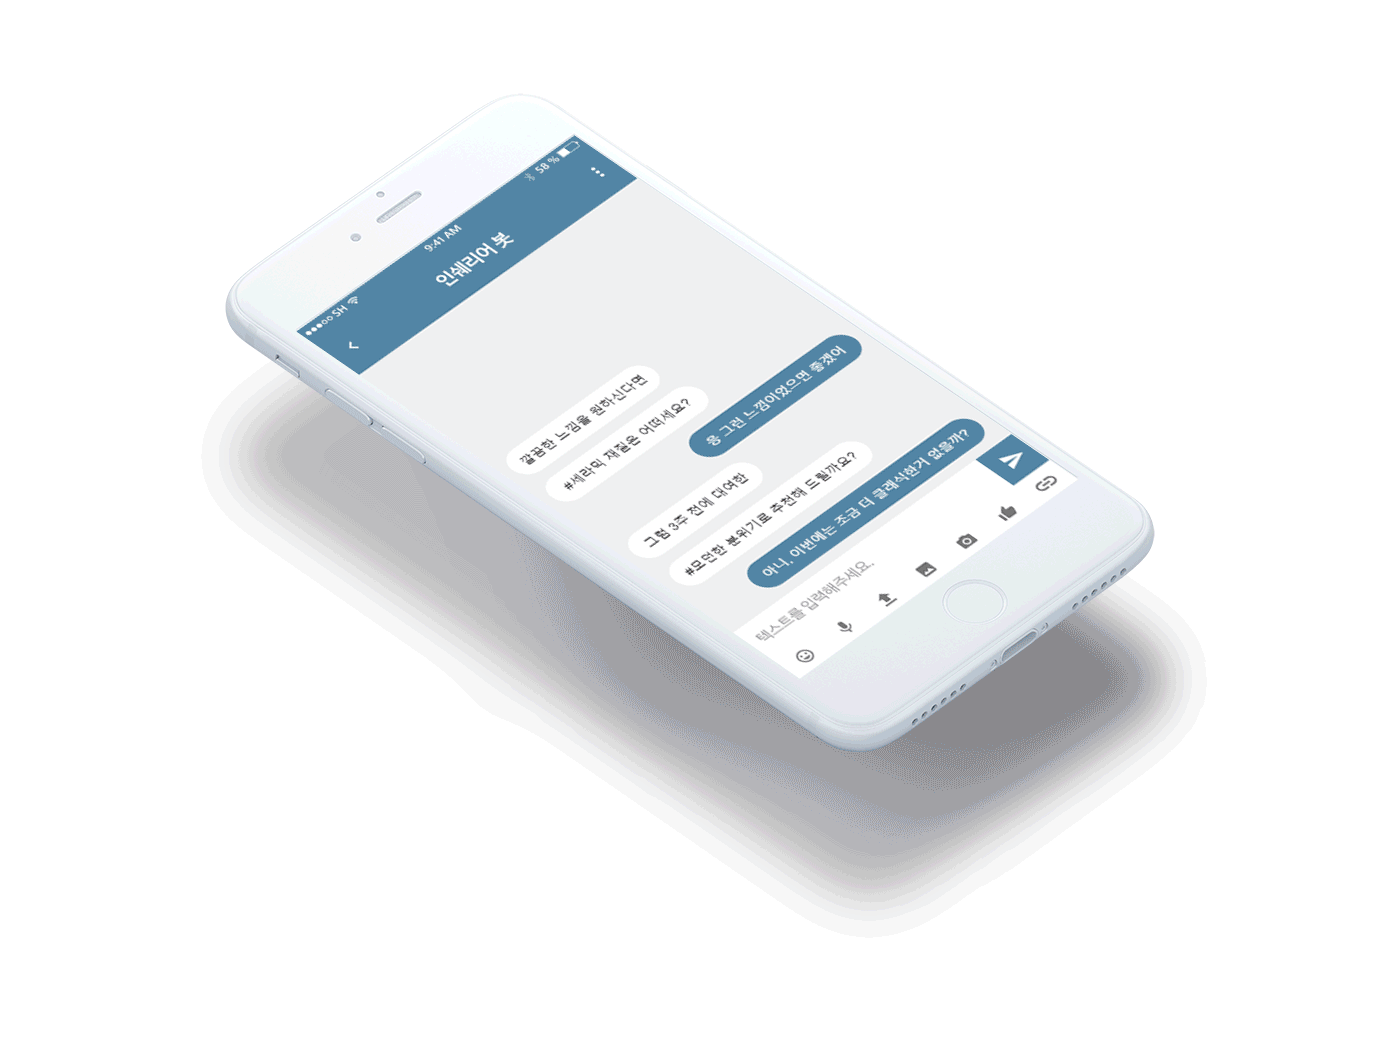 SH 9:41 AM 58 %
인쉐리어 봇
깔끔한 느낌을 원하신다면
#세라믹 재질은 어떠세요?
응 그런 느낌이었으면 좋겠어
그럼 3주 전에 대여한
#모던한 분위기로 추천해 드릴까요?
아니, 이번에는 조금 더 클래식한거 없을까?
텍스트를 입력해주세요.